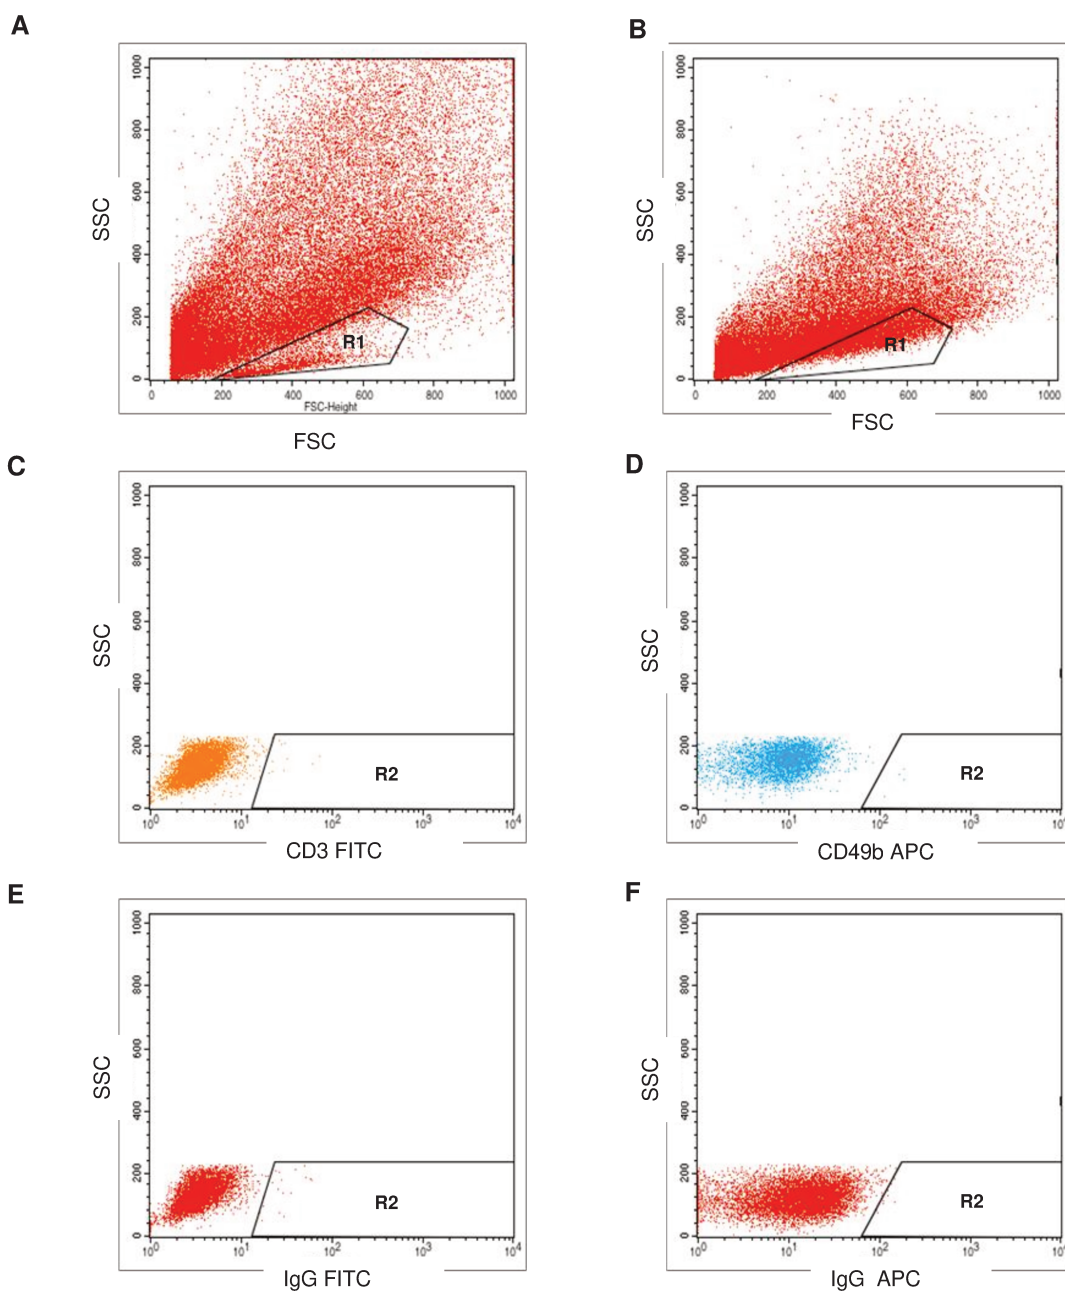 A
B
SSC
1000
800
600
400
200
0
R1
0 200 400 600 800 1000
FSC-Height
FSC
SSC
1000
800
600
400
200
0
R1
0 200 400 600 800 1000
FSC
C
D
SSC
1000
800
600
400
200
0
R2
10⁰ 10¹ 10² 10³ 10⁴
CD3 FITC
SSC
1000
800
600
400
200
0
R2
10⁰ 10¹ 10² 10³
CD49b APC
E
F
SSC
1000
800
600
400
200
0
R2
10⁰ 10¹ 10² 10³ 10⁴
IgG FITC
SSC
1000
800
600
400
200
0
R2
10⁰ 10¹ 10² 10³
IgG APC